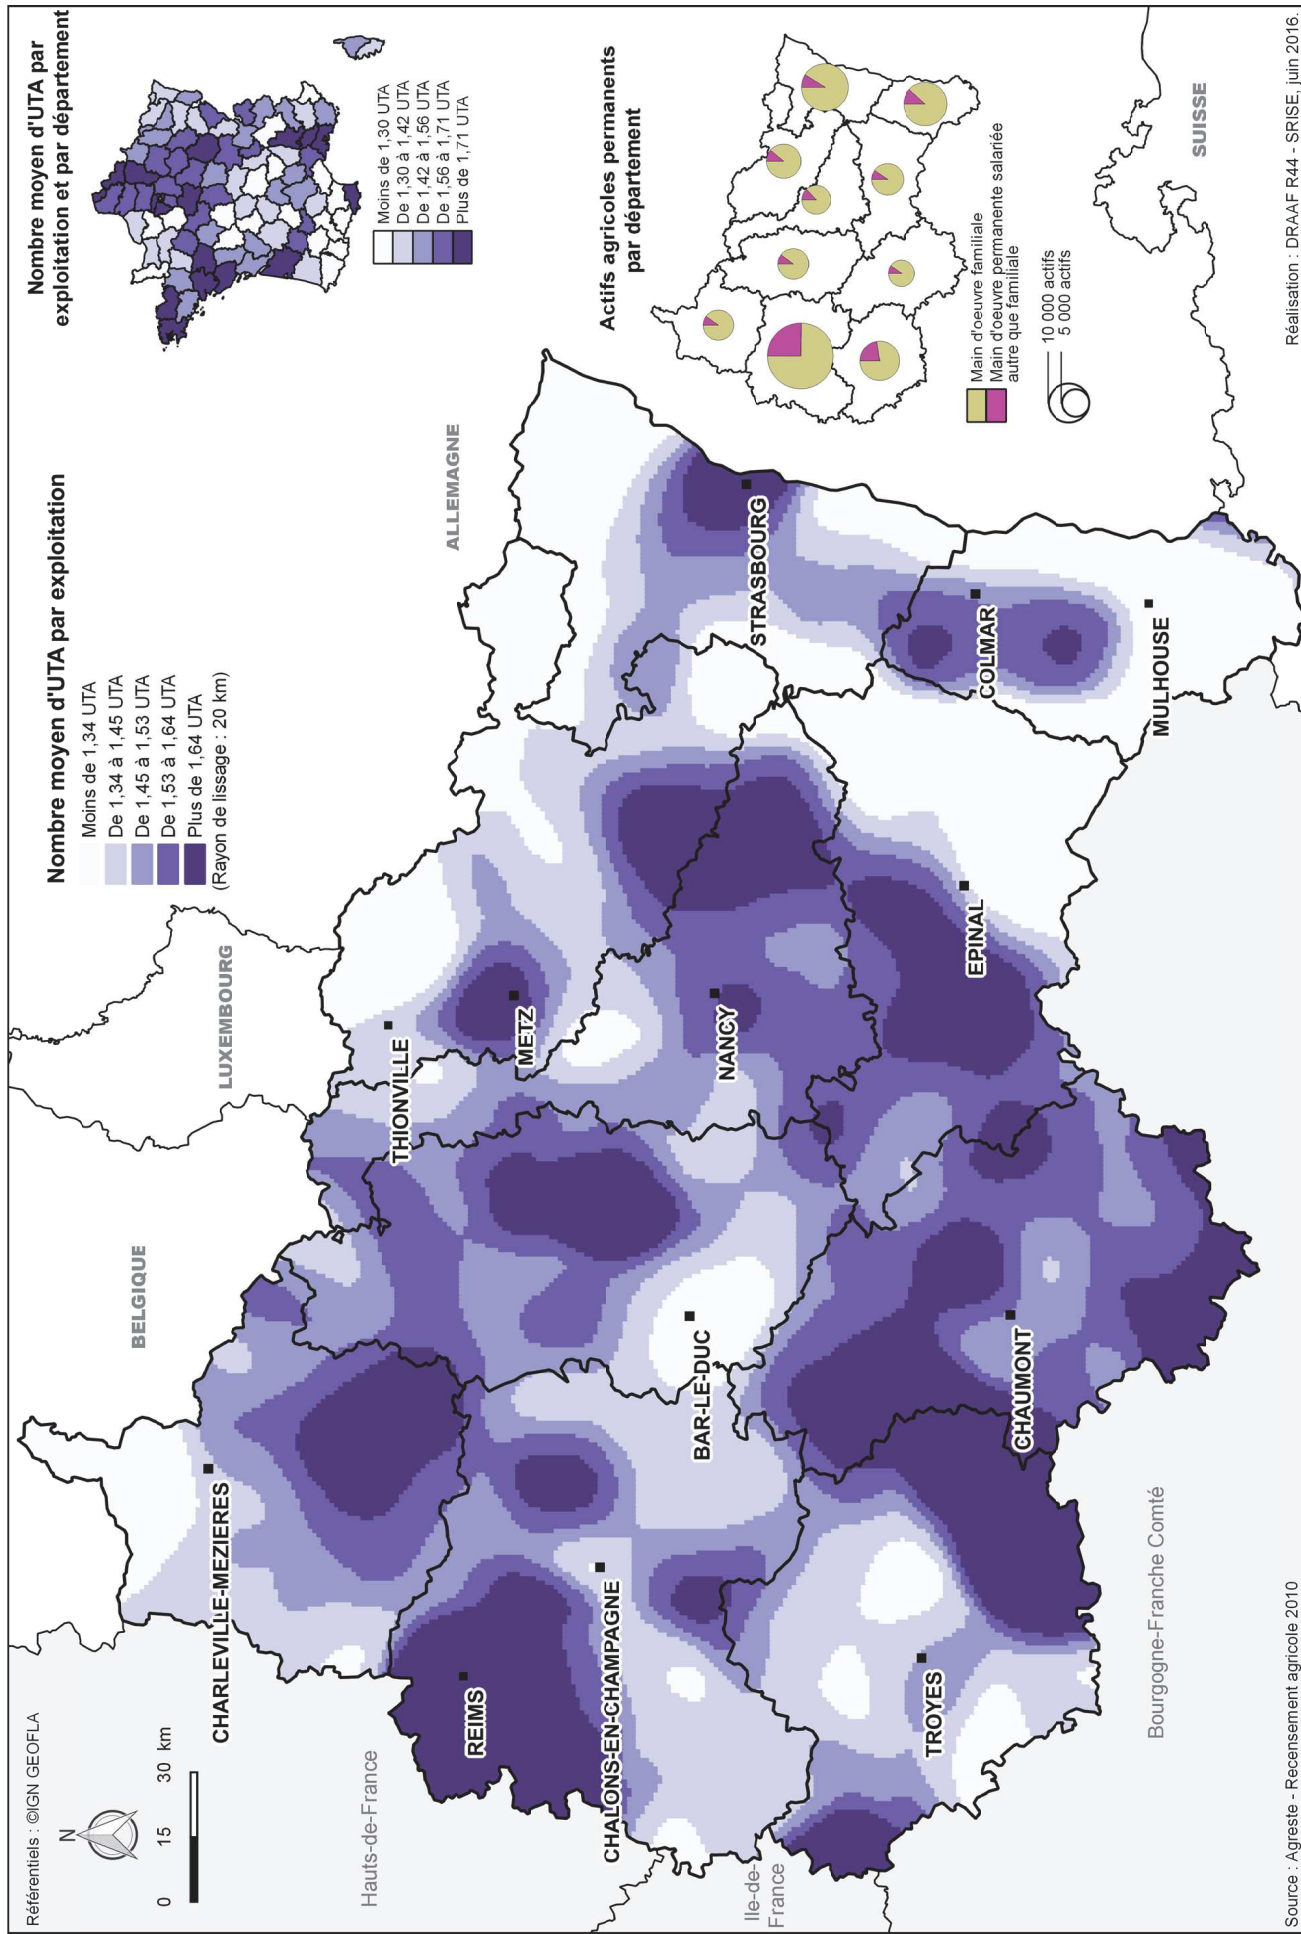 Référentiels : ©IGN GEOFLA
N
0 15 30 km
Nombre moyen d'UTA par exploitation
Moins de 1,34 UTA
De 1,34 à 1,45 UTA
De 1,45 à 1,53 UTA
De 1,53 à 1,64 UTA
Plus de 1,64 UTA
(Rayon de lissage : 20 km)
Nombre moyen d'UTA par
exploitation et par département
Moins de 1,30 UTA
De 1,30 à 1,42 UTA
De 1,42 à 1,56 UTA
De 1,56 à 1,71 UTA
Plus de 1,71 UTA
Actifs agricoles permanents
par département
Main d'oeuvre familiale
Main d'oeuvre permanente salariée
autre que familiale
10 000 actifs
5 000 actifs
BELGIQUE
LUXEMBOURG
ALLEMAGNE
SUISSE
Hauts-de-France
Ile-de-
France
Bourgogne-Franche Comté
CHARLEVILLE-MEZIERES
THIONVILLE
REIMS
METZ
CHALONS-EN-CHAMPAGNE
BAR-LE-DUC
NANCY
STRASBOURG
TROYES
EPINAL
COLMAR
CHAUMONT
MULHOUSE
Source : Agreste - Recensement agricole 2010
Réalisation : DRAAF R44 - SRISE, juin 2016.